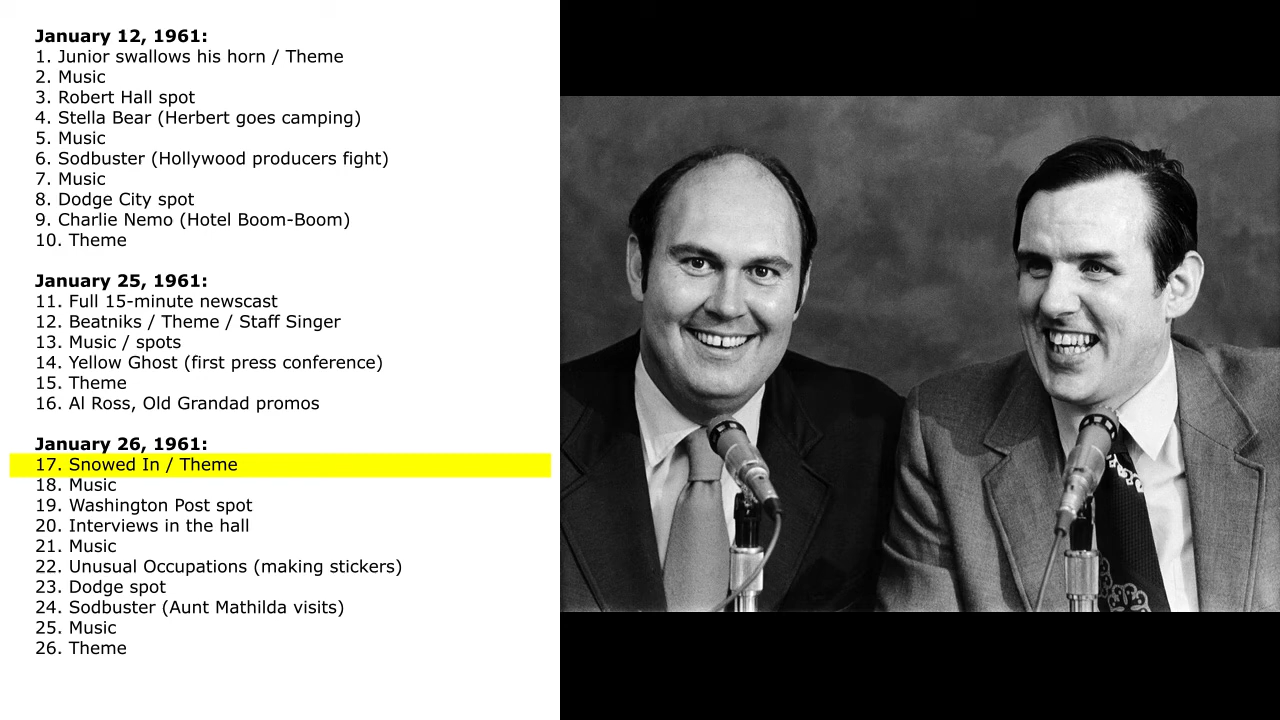 January 12, 1961:
1. Junior swallows his horn / Theme
2. Music
3. Robert Hall spot
4. Stella Bear (Herbert goes camping)
5. Music
6. Sodbuster (Hollywood producers fight)
7. Music
8. Dodge City spot
9. Charlie Nemo (Hotel Boom-Boom)
10. Theme
January 25, 1961:
11. Full 15-minute newscast
12. Beatniks / Theme / Staff Singer
13. Music / spots
14. Yellow Ghost (first press conference)
15. Theme
16. Al Ross, Old Grandad promos
January 26, 1961:
17. Snowed In / Theme
18. Music
19. Washington Post spot
20. Interviews in the hall
21. Music
22. Unusual Occupations (making stickers)
23. Dodge spot
24. Sodbuster (Aunt Mathilda visits)
25. Music
26. Theme